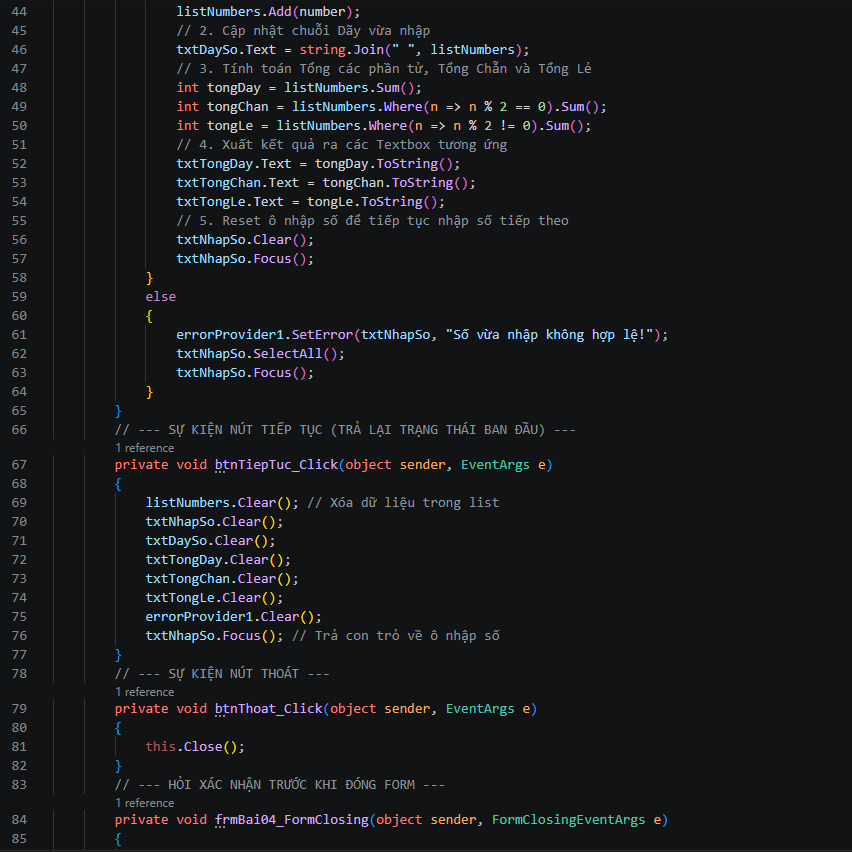 44 listNumbers.Add(number);
45 // 2. Cập nhật chuỗi Dãy vừa nhập
46 txtDaySo.Text = string.Join(" ", listNumbers);
47 // 3. Tính toán Tổng các phần tử, Tổng Chẵn và Tổng Lẻ
48 int tongDay = listNumbers.Sum();
49 int tongChan = listNumbers.Where(n => n % 2 == 0).Sum();
50 int tongLe = listNumbers.Where(n => n % 2 != 0).Sum();
51 // 4. Xuất kết quả ra các Textbox tương ứng
52 txtTongDay.Text = tongDay.ToString();
53 txtTongChan.Text = tongChan.ToString();
54 txtTongLe.Text = tongLe.ToString();
55 // 5. Reset ô nhập số để tiếp tục nhập số tiếp theo
56 txtNhapSo.Clear();
57 txtNhapSo.Focus();
58 }
59 else
60 {
61 errorProvider1.SetError(txtNhapSo, "Số vừa nhập không hợp lệ!");
62 txtNhapSo.SelectAll();
63 txtNhapSo.Focus();
64 }
65 }
66 // --- SỰ KIỆN NÚT TIẾP TỤC (TRẢ LẠI TRẠNG THÁI BAN ĐẦU) ---
1 reference
67 private void btnTiepTuc_Click(object sender, EventArgs e)
68 {
69 listNumbers.Clear(); // Xóa dữ liệu trong list
70 txtNhapSo.Clear();
71 txtDaySo.Clear();
72 txtTongDay.Clear();
73 txtTongChan.Clear();
74 txtTongLe.Clear();
75 errorProvider1.Clear();
76 txtNhapSo.Focus(); // Trả con trỏ về ô nhập số
77 }
78 // --- SỰ KIỆN NÚT THOÁT ---
1 reference
79 private void btnThoat_Click(object sender, EventArgs e)
80 {
81 this.Close();
82 }
83 // --- HỎI XÁC NHẬN TRƯỚC KHI ĐÓNG FORM ---
1 reference
84 private void frmBai04_FormClosing(object sender, FormClosingEventArgs e)
85 {